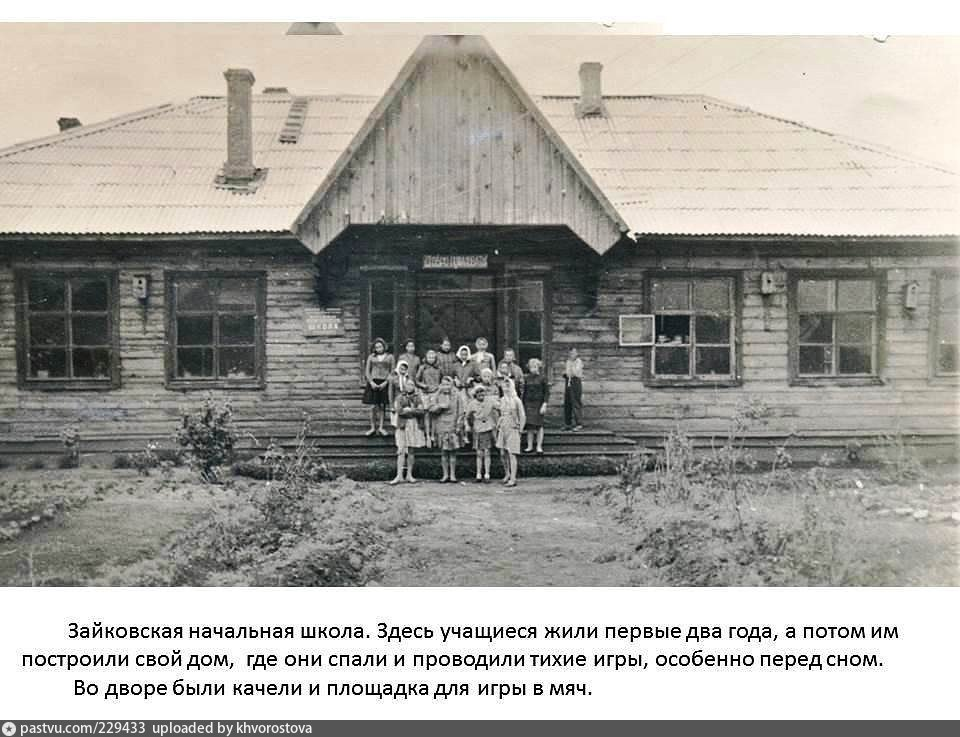 ШКОЛА
Зайковская начальная школа. Здесь учащиеся жили первые два года, а потом им
построили свой дом, где они спали и проводили тихие игры, особенно перед сном.
Во дворе были качели и площадка для игры в мяч.
pastvu.com/229433 uploaded by khvorostova